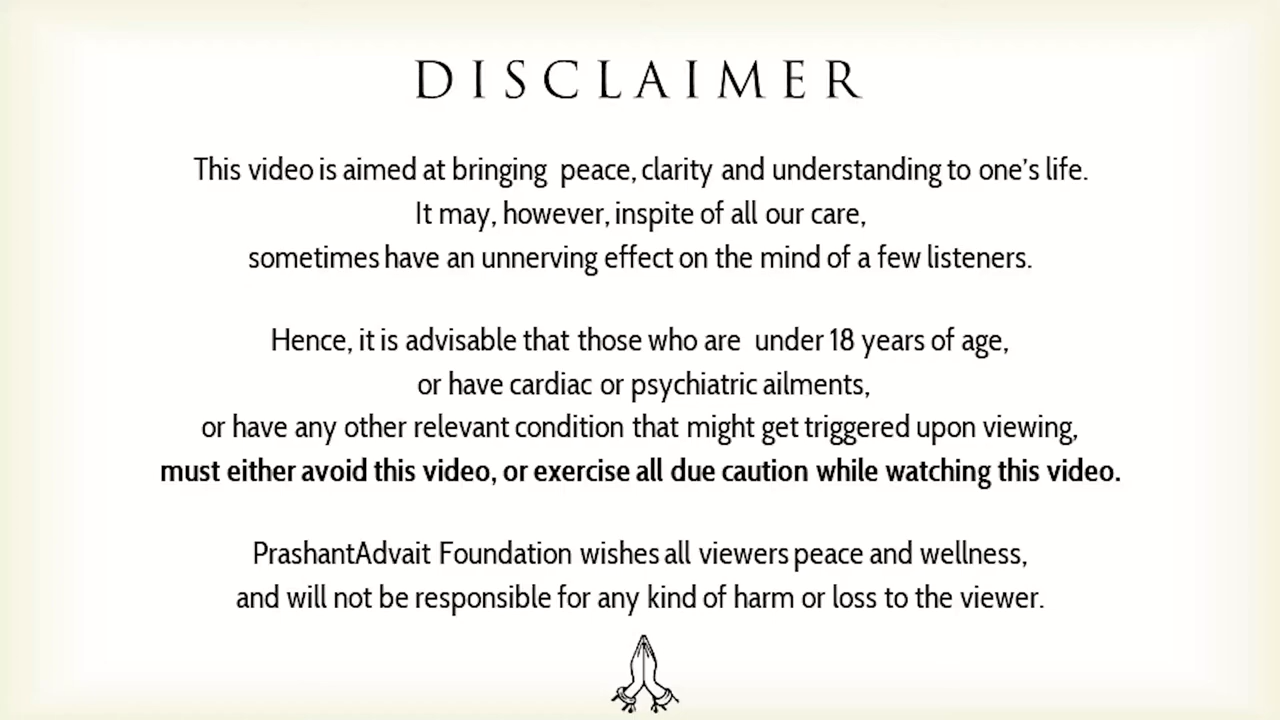 DISCLAIMER
This video is aimed at bringing peace, clarity and understanding to one's life.
It may, however, inspite of all our care,
sometimes have an unnerving effect on the mind of a few listeners.
Hence, it is advisable that those who are under 18 years of age,
or have cardiac or psychiatric ailments,
or have any other relevant condition that might get triggered upon viewing,
must either avoid this video, or exercise all due caution while watching this video.
PrashantAdvait Foundation wishes all viewers peace and wellness,
and will not be responsible for any kind of harm or loss to the viewer.